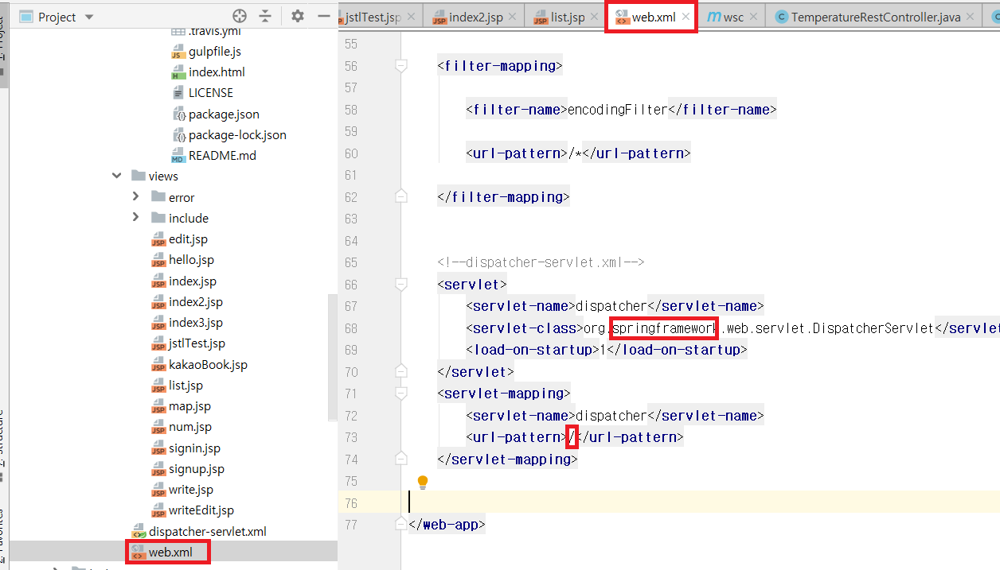 Project
jstlTest.jsp
index2.jsp
list.jsp
web.xml
m wsc
TemperatureRestController.java
.travis.yml
gulpfile.js
index.html
LICENSE
package.json
package-lock.json
README.md
views
error
include
edit.jsp
hello.jsp
index.jsp
index2.jsp
index3.jsp
jstlTest.jsp
kakaoBook.jsp
list.jsp
map.jsp
num.jsp
signin.jsp
signup.jsp
write.jsp
writeEdit.jsp
dispatcher-servlet.xml
web.xml
55
56 <filter-mapping>
57
58 <filter-name>encodingFilter</filter-name>
59
60 <url-pattern>/*</url-pattern>
61
62 </filter-mapping>
63
64
65 <!--dispatcher-servlet.xml-->
66 <servlet>
67 <servlet-name>dispatcher</servlet-name>
68 <servlet-class>org.springframework.web.servlet.DispatcherServlet</servlet
69 <load-on-startup>1</load-on-startup>
70 </servlet>
71 <servlet-mapping>
72 <servlet-name>dispatcher</servlet-name>
73 <url-pattern>/</url-pattern>
74 </servlet-mapping>
75
76
77 </web-app>